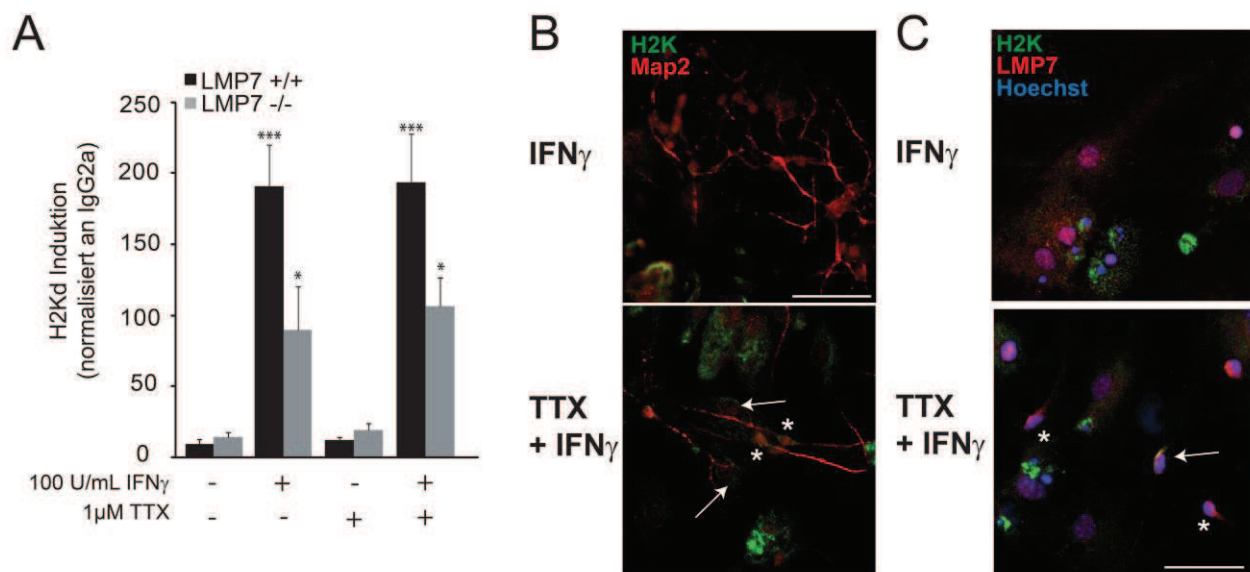 A
LMP7 +/+
LMP7 -/-
H2Kd Induktion
(normalisiert an IgG2a)
250
200
150
100
50
0
***
*
***
*
100 U/mL IFNγ - + - +
1µM TTX - - + +
B
H2K
Map2
IFNγ
TTX
+ IFNγ
*
*
C
H2K
LMP7
Hoechst
IFNγ
TTX
+ IFNγ
*
*